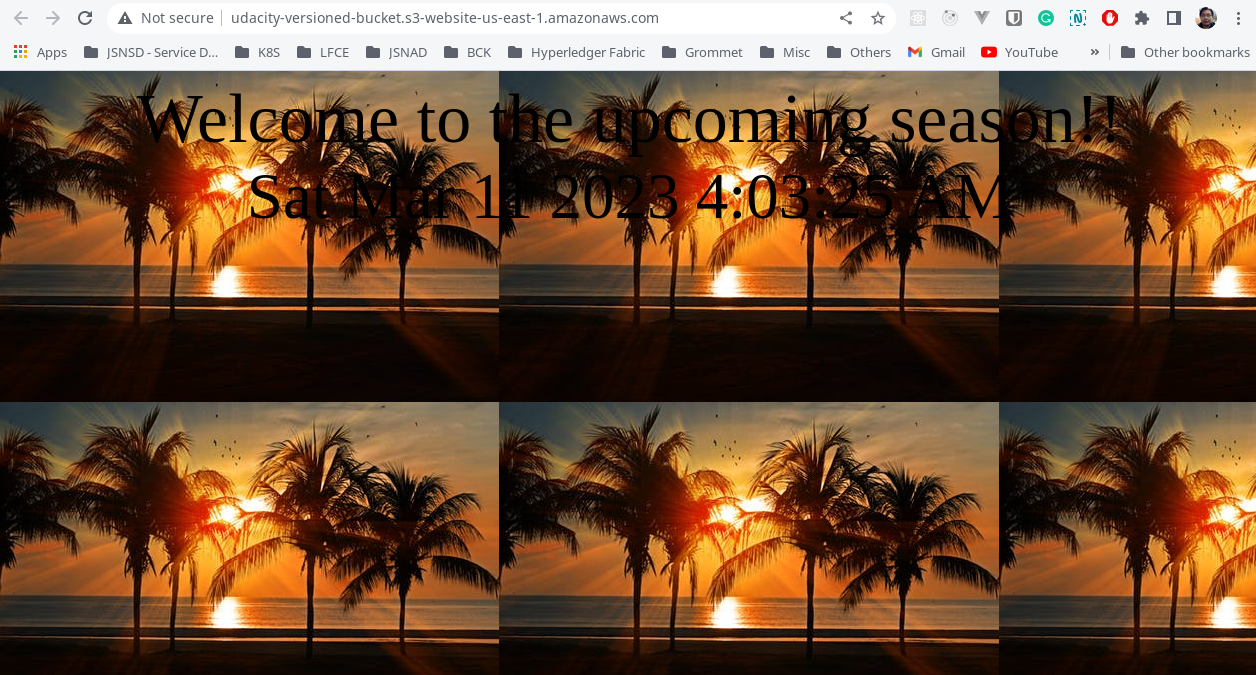 Not secure udacity-versioned-bucket.s3-website-us-east-1.amazonaws.com
Apps JSNSD - Service D... K8S LFCE JSNAD BCK Hyperledger Fabric Grommet Misc Others Gmail YouTube » Other bookmarks
Welcome to the upcoming season!!
Sat Mar 11 2023 4:03:25 AM